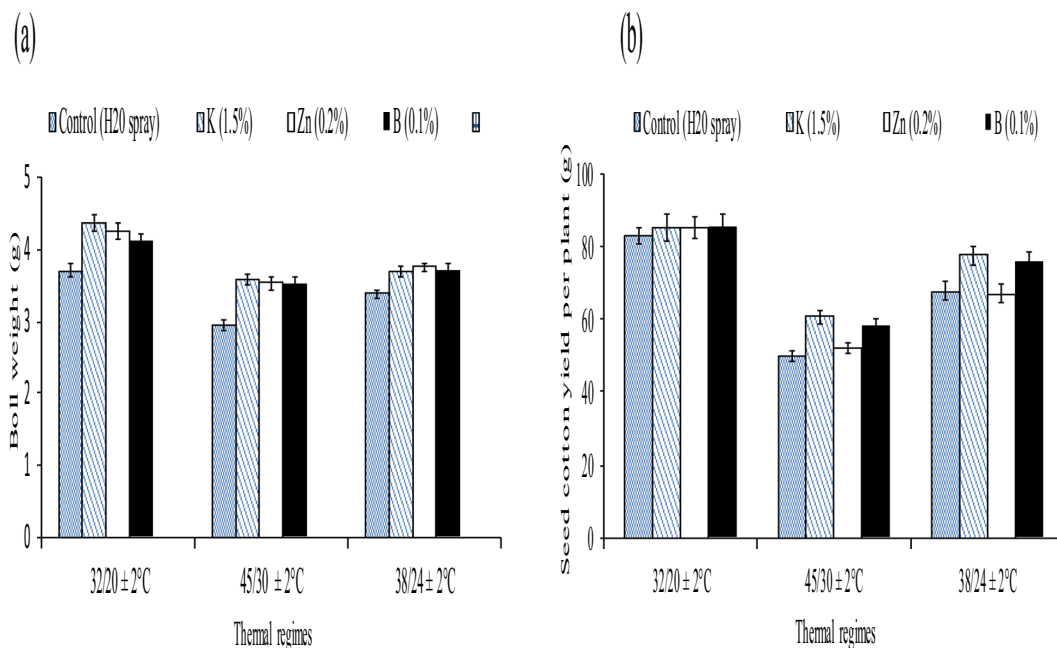 (a)
Control (H20 spray) K (1.5%) Zn (0.2%) B (0.1%)
Boll weight (g)
5
4
3
2
1
0
32/20 ± 2°C 45/30 ± 2°C 38/24 ± 2°C
Thermal regimes
(b)
Control (H20 spray) K (1.5%) Zn (0.2%) B (0.1%)
Seed cotton yield per plant (g)
100
80
60
40
20
0
32/20 ± 2°C 45/30 ± 2°C 38/24 ± 2°C
Thermal regimes